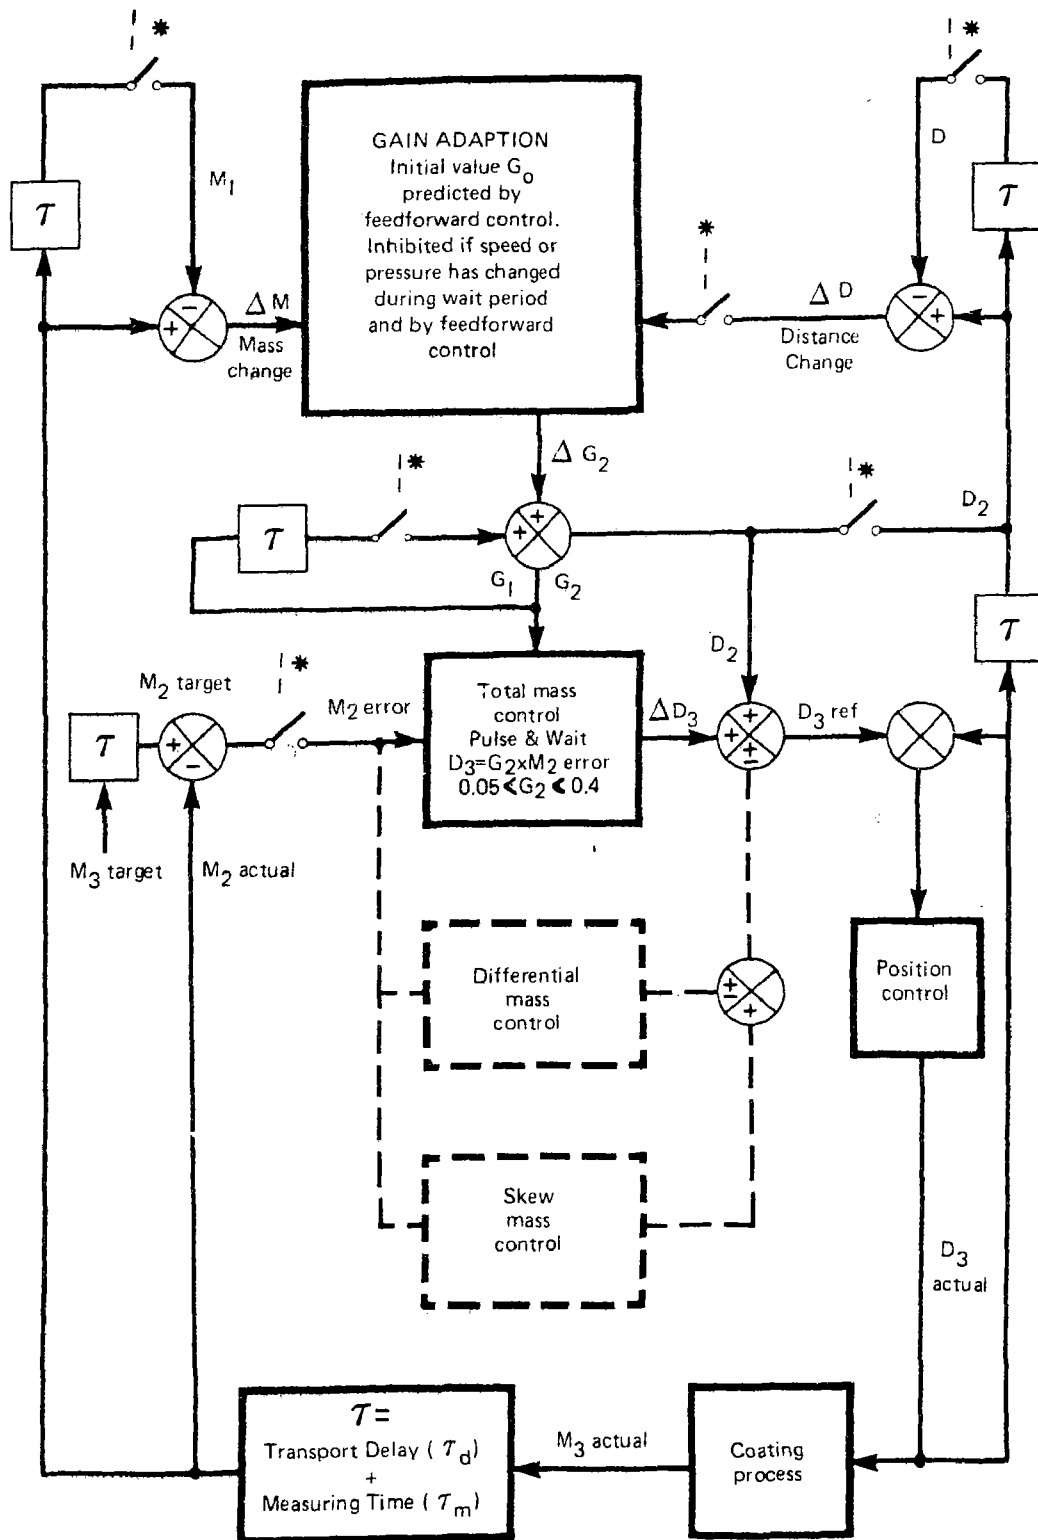 *
*
GAIN ADAPTION
Initial value G₀
predicted by
feedforward control.
Inhibited if speed or
pressure has changed
during wait period
and by feedforward
control
D
M₁
τ
τ
*
−
−
Δ M
Δ D
+
+
Mass
change
Distance
Change
Δ G₂
*
*
+
D₂
τ
+
G₁
G₂
τ
*
D₂
M₂ target
M₂ error
Total mass
control
Pulse & Wait
D₃=G₂xM₂ error
0.05 ⩽G₂ ⩽ 0.4
ΔD₃
+
D₃ ref
τ
+
−
+
±
M₃ target
M₂ actual
Differential
mass
control
±
+
Position
control
Skew
mass
control
D₃
actual
τ =
Transport Delay ( τd)
+
Measuring Time ( τm)
M₃ actual
Coating
process